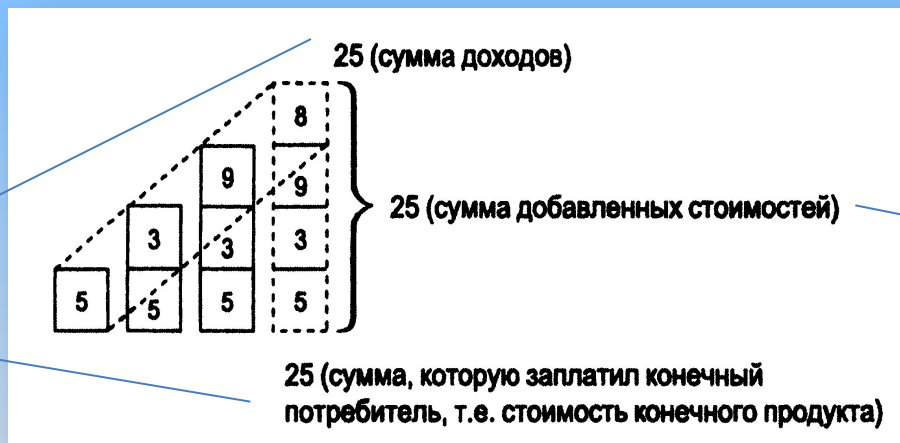 25 (сумма доходов)
8
9 9
3 3 3
5 5 5 5
25 (сумма добавленных стоимостей)
25 (сумма, которую заплатил конечный
потребитель, т.е. стоимость конечного продукта)